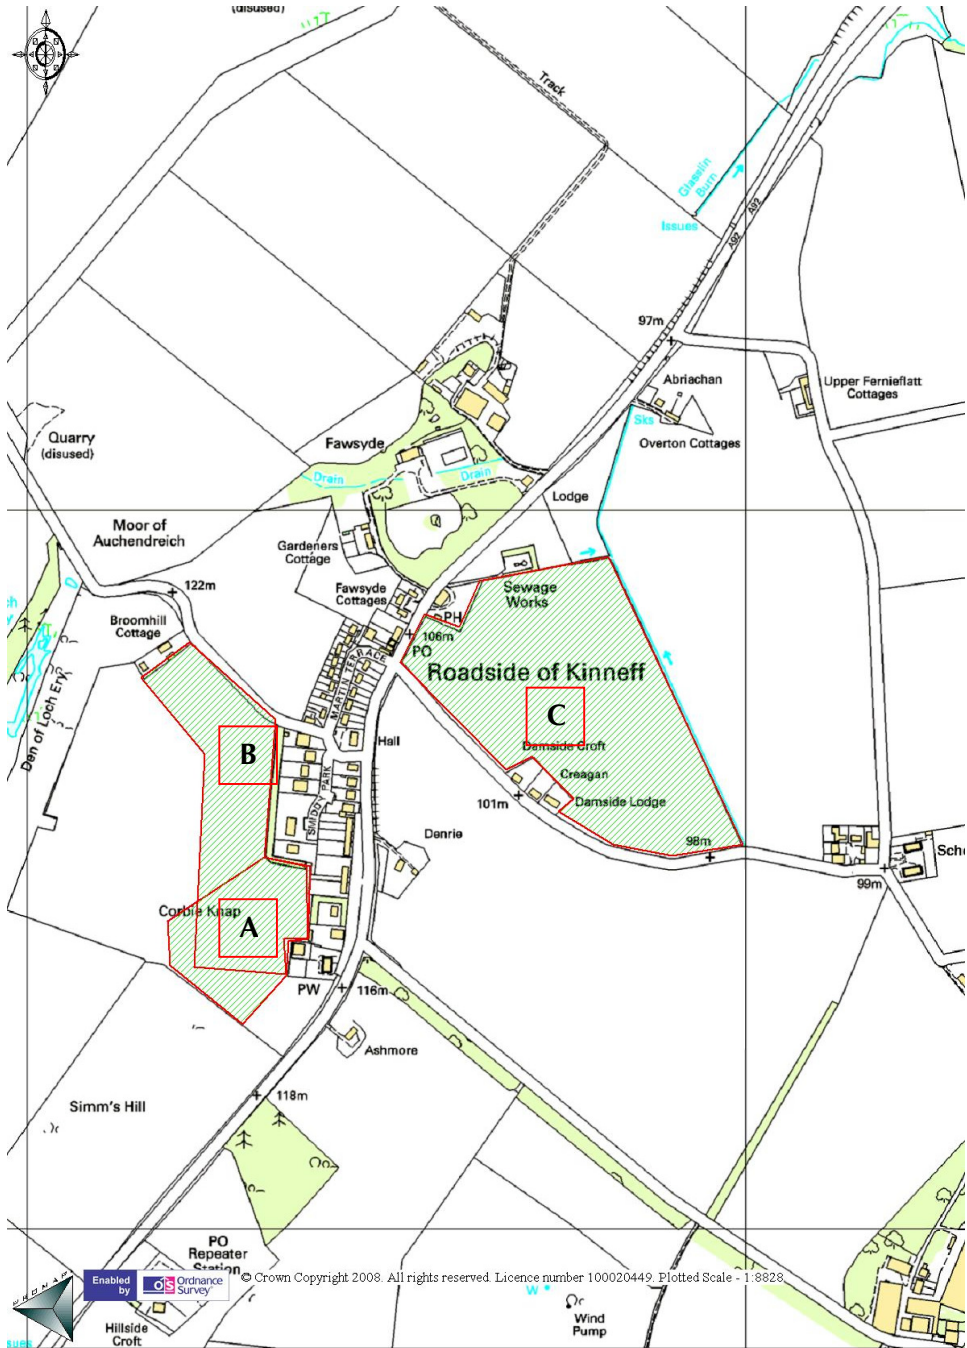 (disused)
Track
Glaslin
Burn
Issues
A92
A92
97m
Abriachan
Upper Fernieflatt
Cottages
Sks
Overton Cottages
Quarry
(disused)
Fawsyde
Drain
Drain
Lodge
Moor of
Auchendreich
Gardeners
Cottage
122m
Fawsyde
Cottages
Sewage
Works
Broomhill
Cottage
PH
106m
PO
MARTIN TERRACE
Roadside of Kinneff
Den of Loch Ery
B
C
Hall
Damside Croft
SMIDDY PARK
Creagan
101m
Damside Lodge
Denrie
98m
99m
Corbie Knap
A
PW
116m
Ashmore
118m
Simm's Hill
PO
Repeater
Station
Enabled
by
Ordnance
Survey
© Crown Copyright 2008. All rights reserved. Licence number 100020449. Plotted Scale - 1:8828
W
Wind
Pump
Hillside
Croft